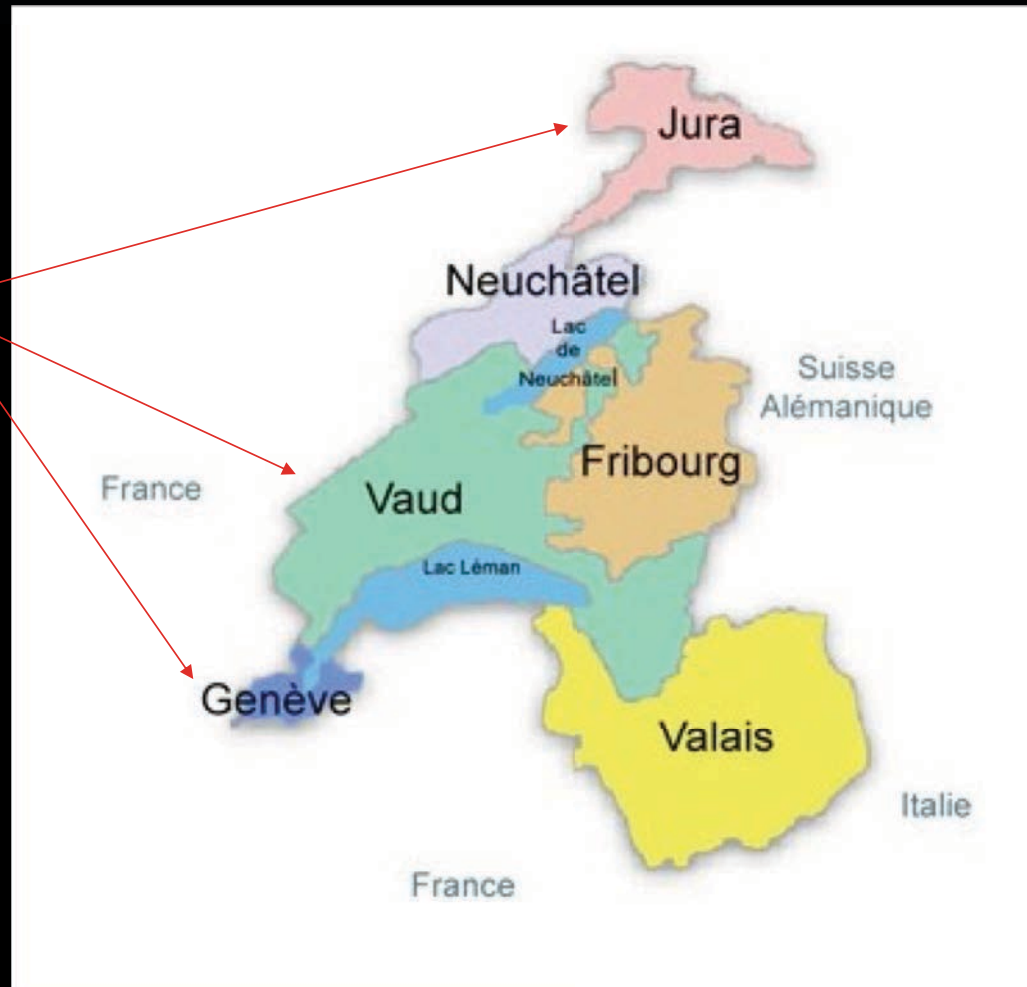 Jura
Neuchâtel
Lac
de
Neuchâtel
Suisse
Alémanique
Fribourg
France
Vaud
Lac Léman
Genève
Valais
Italie
France